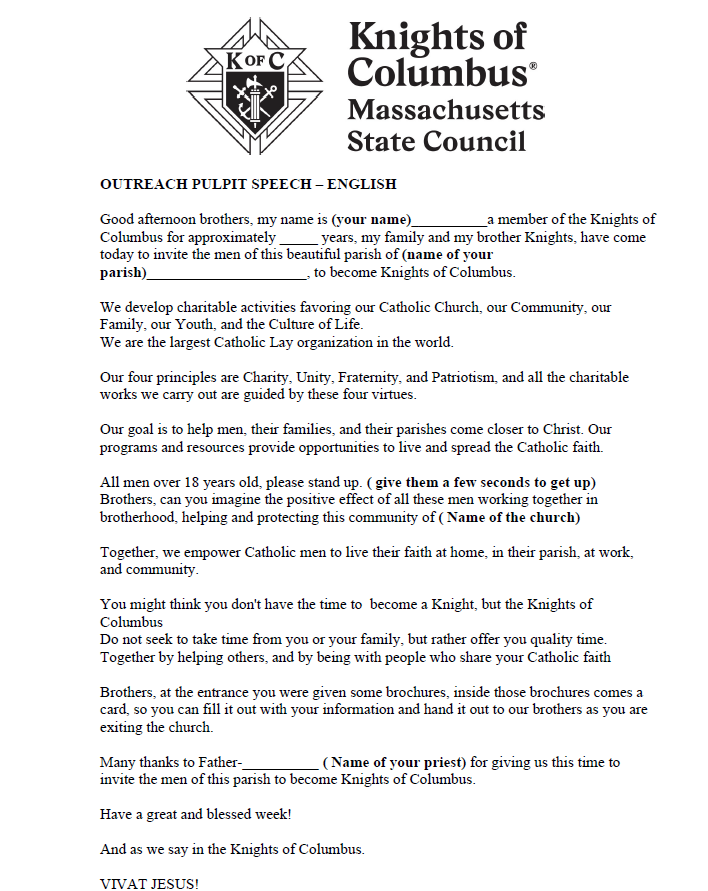 K OF C
Knights of
Columbus®
Massachusetts
State Council
OUTREACH PULPIT SPEECH – ENGLISH
Good afternoon brothers, my name is (your name)__________a member of the Knights of
Columbus for approximately _____ years, my family and my brother Knights, have come
today to invite the men of this beautiful parish of (name of your
parish)_____________________, to become Knights of Columbus.
We develop charitable activities favoring our Catholic Church, our Community, our
Family, our Youth, and the Culture of Life.
We are the largest Catholic Lay organization in the world.
Our four principles are Charity, Unity, Fraternity, and Patriotism, and all the charitable
works we carry out are guided by these four virtues.
Our goal is to help men, their families, and their parishes come closer to Christ. Our
programs and resources provide opportunities to live and spread the Catholic faith.
All men over 18 years old, please stand up. ( give them a few seconds to get up)
Brothers, can you imagine the positive effect of all these men working together in
brotherhood, helping and protecting this community of ( Name of the church)
Together, we empower Catholic men to live their faith at home, in their parish, at work,
and community.
You might think you don't have the time to  become a Knight, but the Knights of
Columbus
Do not seek to take time from you or your family, but rather offer you quality time.
Together by helping others, and by being with people who share your Catholic faith
Brothers, at the entrance you were given some brochures, inside those brochures comes a
card, so you can fill it out with your information and hand it out to our brothers as you are
exiting the church.
Many thanks to Father-__________ ( Name of your priest) for giving us this time to
invite the men of this parish to become Knights of Columbus.
Have a great and blessed week!
And as we say in the Knights of Columbus.
VIVAT JESUS!